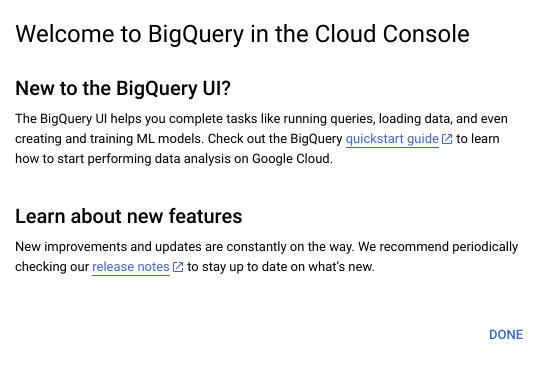 Welcome to BigQuery in the Cloud Console
New to the BigQuery UI?
The BigQuery UI helps you complete tasks like running queries, loading data, and even
creating and training ML models. Check out the BigQuery quickstart guide to learn
how to start performing data analysis on Google Cloud.
Learn about new features
New improvements and updates are constantly on the way. We recommend periodically
checking our release notes to stay up to date on what’s new.
DONE